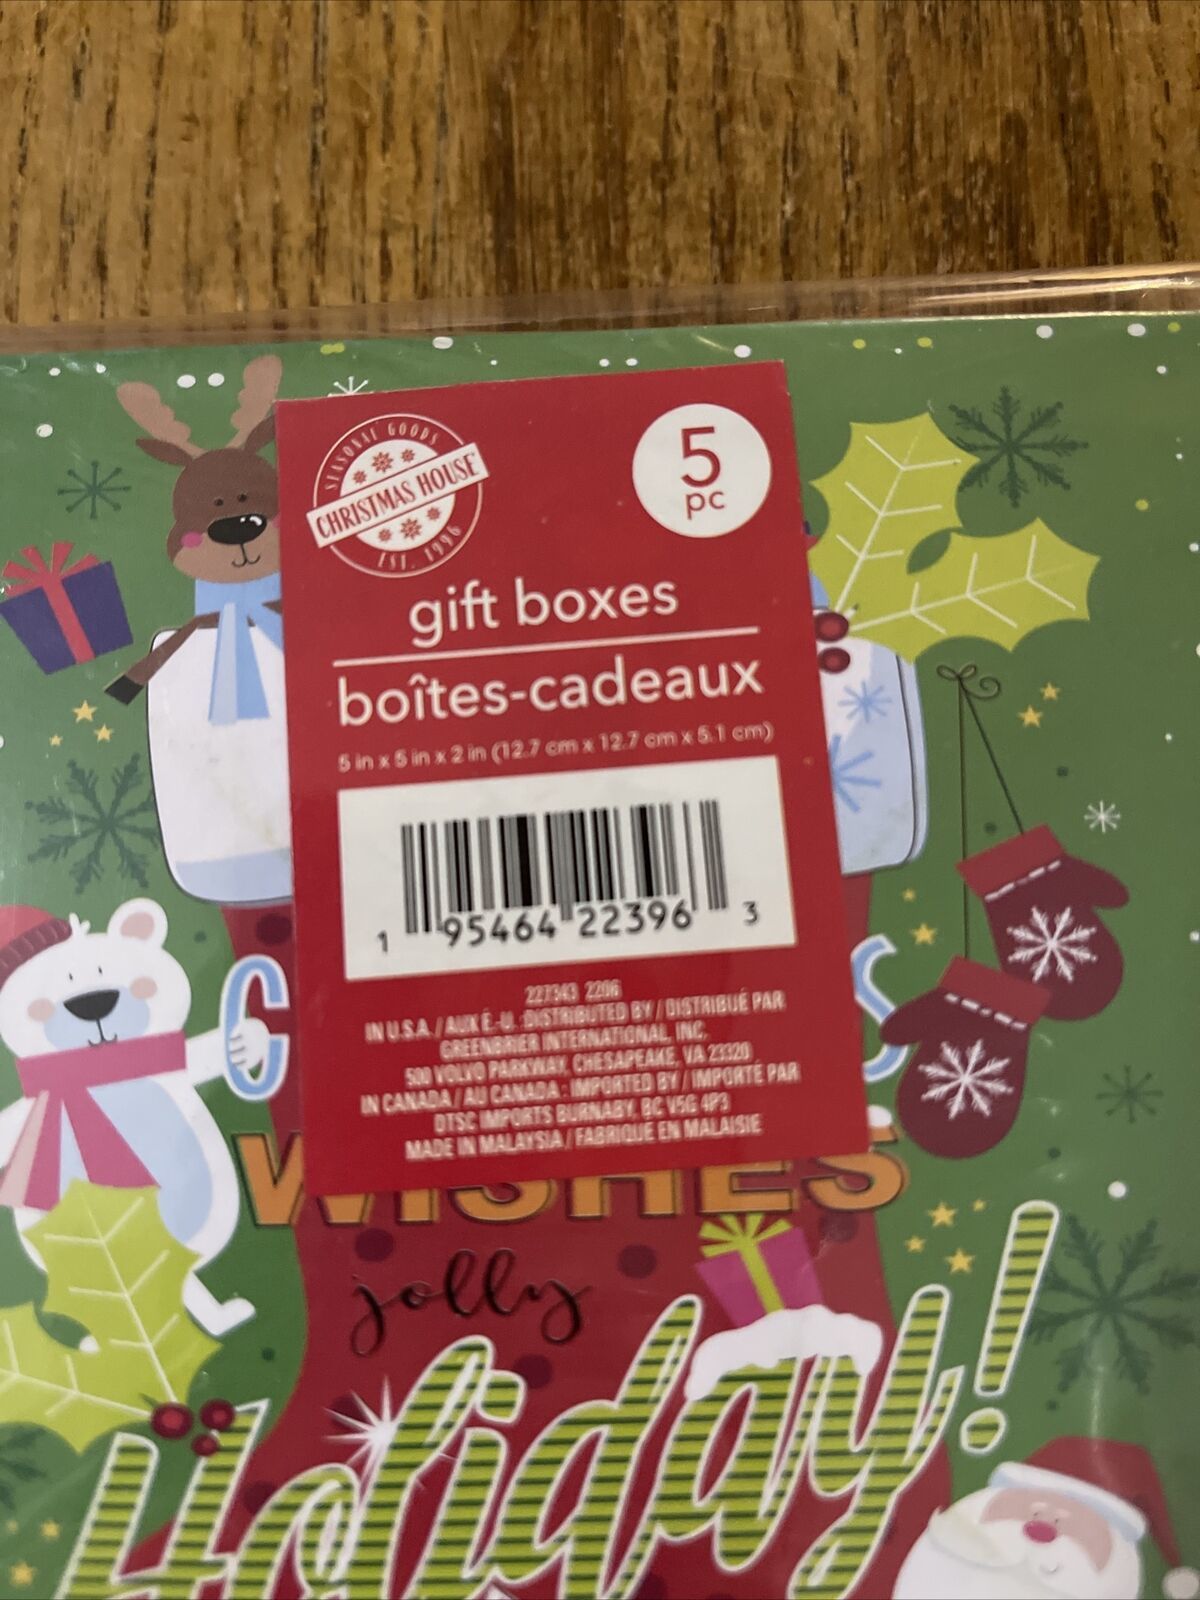 SEASONAL GOODS
CHRISTMAS HOUSE
EST. 1996
5
pc
gift boxes
boîtes-cadeaux
5 in x 5 in x 2 in (12.7 cm x 12.7 cm x 5.1 cm)
1 95464 22396 3
227343 2206
IN U.S.A. / AUX E.-U. :DISTRIBUTED BY / DISTRIBUÉ PAR
GREENBRIER INTERNATIONAL, INC.
500 VOLVO PARKWAY, CHESAPEAKE, VA 23320
IN CANADA / AU CANADA : IMPORTED BY / IMPORTÉ PAR
DTSC IMPORTS BURNABY, BC V5G 4P3
MADE IN MALAYSIA / FABRIQUÉ EN MALAISIE
WISHES
jolly
Holiday!